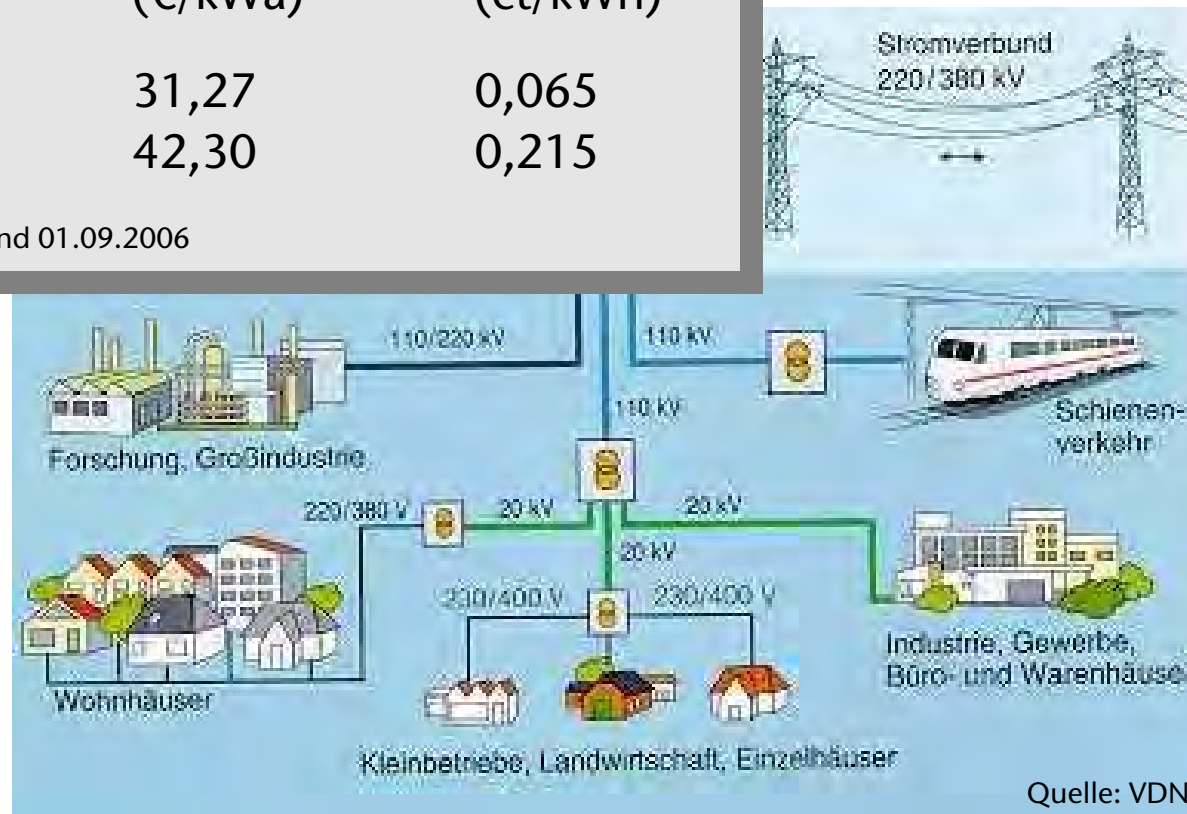 (€/kWa) (ct/kWh)
31,27 0,065
42,30 0,215
nd 01.09.2006
Stromverbund
220/380 kV
110/220 kV
110 kV
110 kV
Schienen-
verkehr
Forschung, Großindustrie
220/380 V
20 kV
20 kV
20 kV
230/400 V
230/400 V
Industrie, Gewerbe,
Büro- und Warenhäuse
Wohnhäuser
Kleinbetriebe, Landwirtschaft, Einzelhäuser
Quelle: VDN